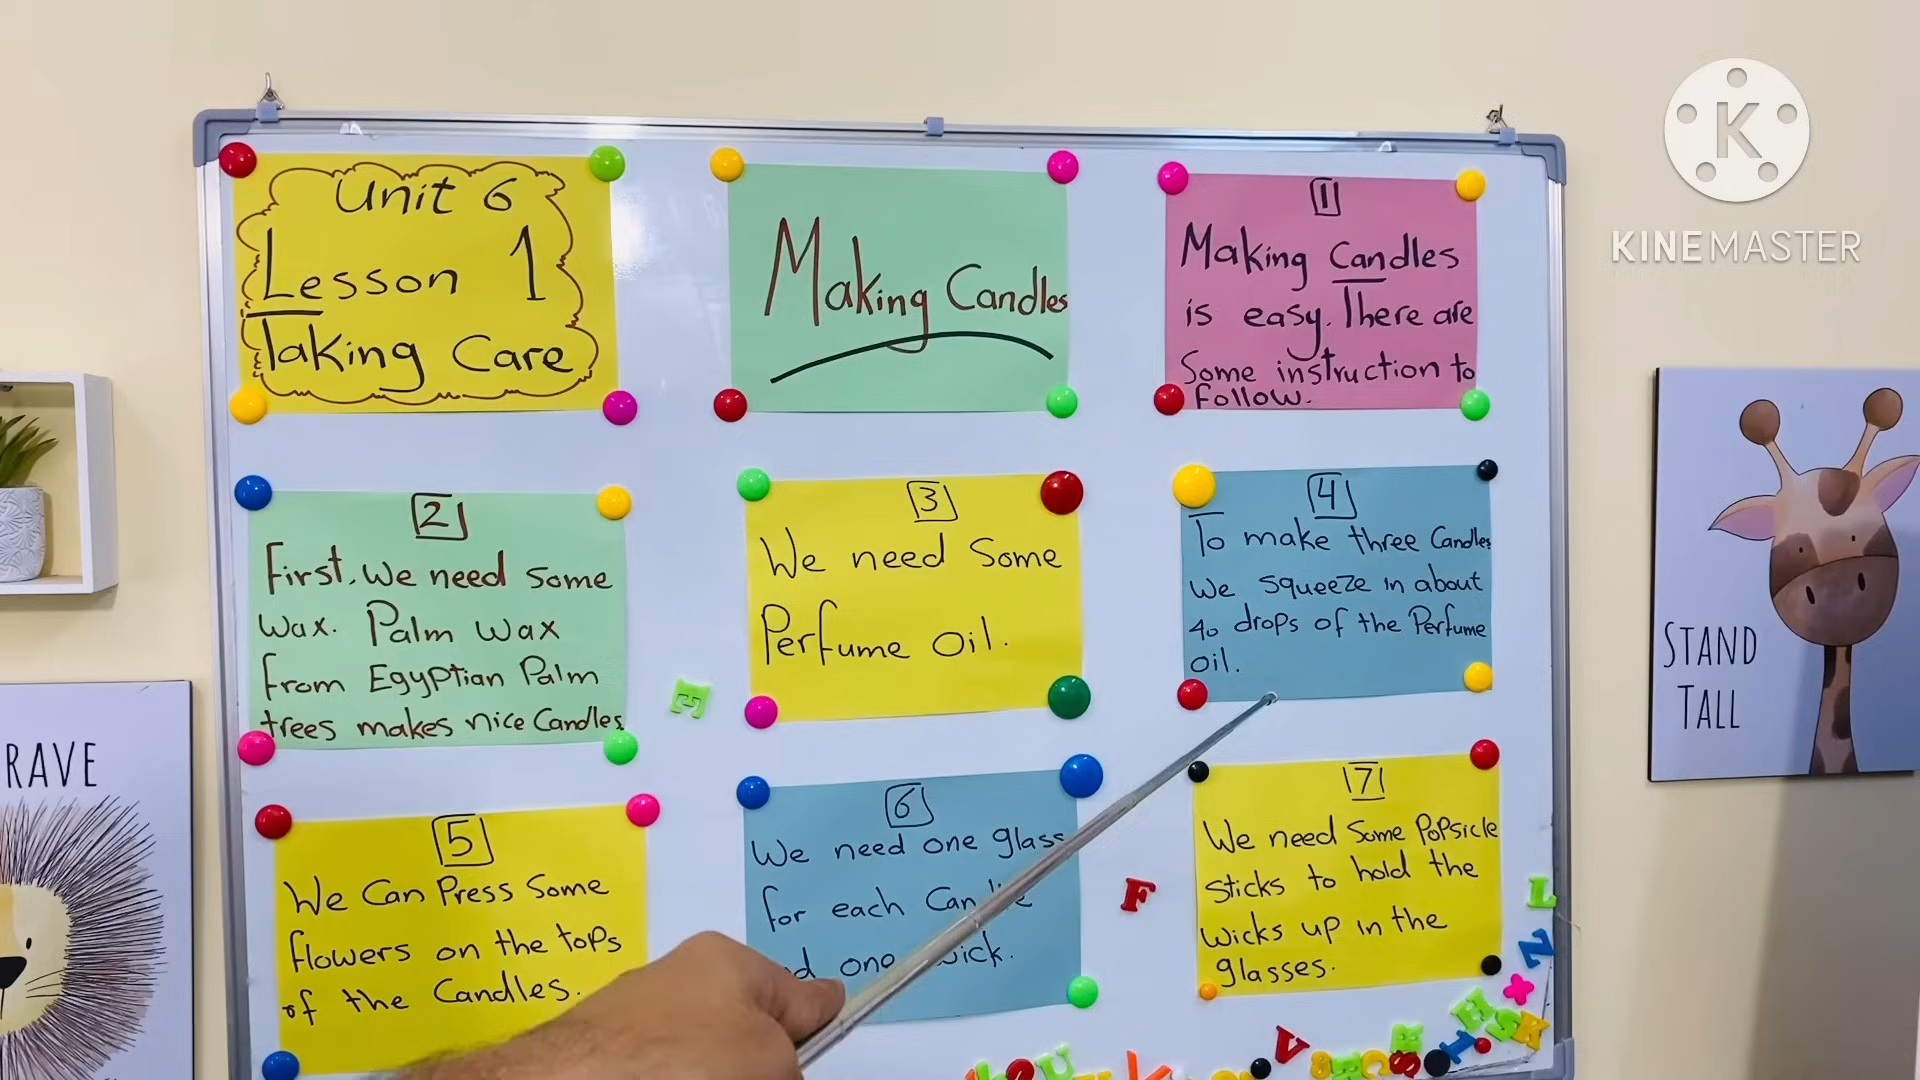 Unit 6
Lesson 1
Taking Care
Making Candles
1
Making Candles
is easy. There are
Some instruction to
Follow.
2
First, We need some
wax. Palm wax
from Egyptian Palm
trees makes nice Candles.
3
We need Some
Perfume oil.
4
To make three Candles
we squeeze in about
40 drops of the Perfume
oil.
5
We Can Press Some
flowers on the tops
of the Candles.
6
We need one glass
for each
one
7
We need Some Popsicle
sticks to hold the
wicks up in the
glasses.
KINEMASTER
K
STAND
TALL
RAVE
E
F
L
Z